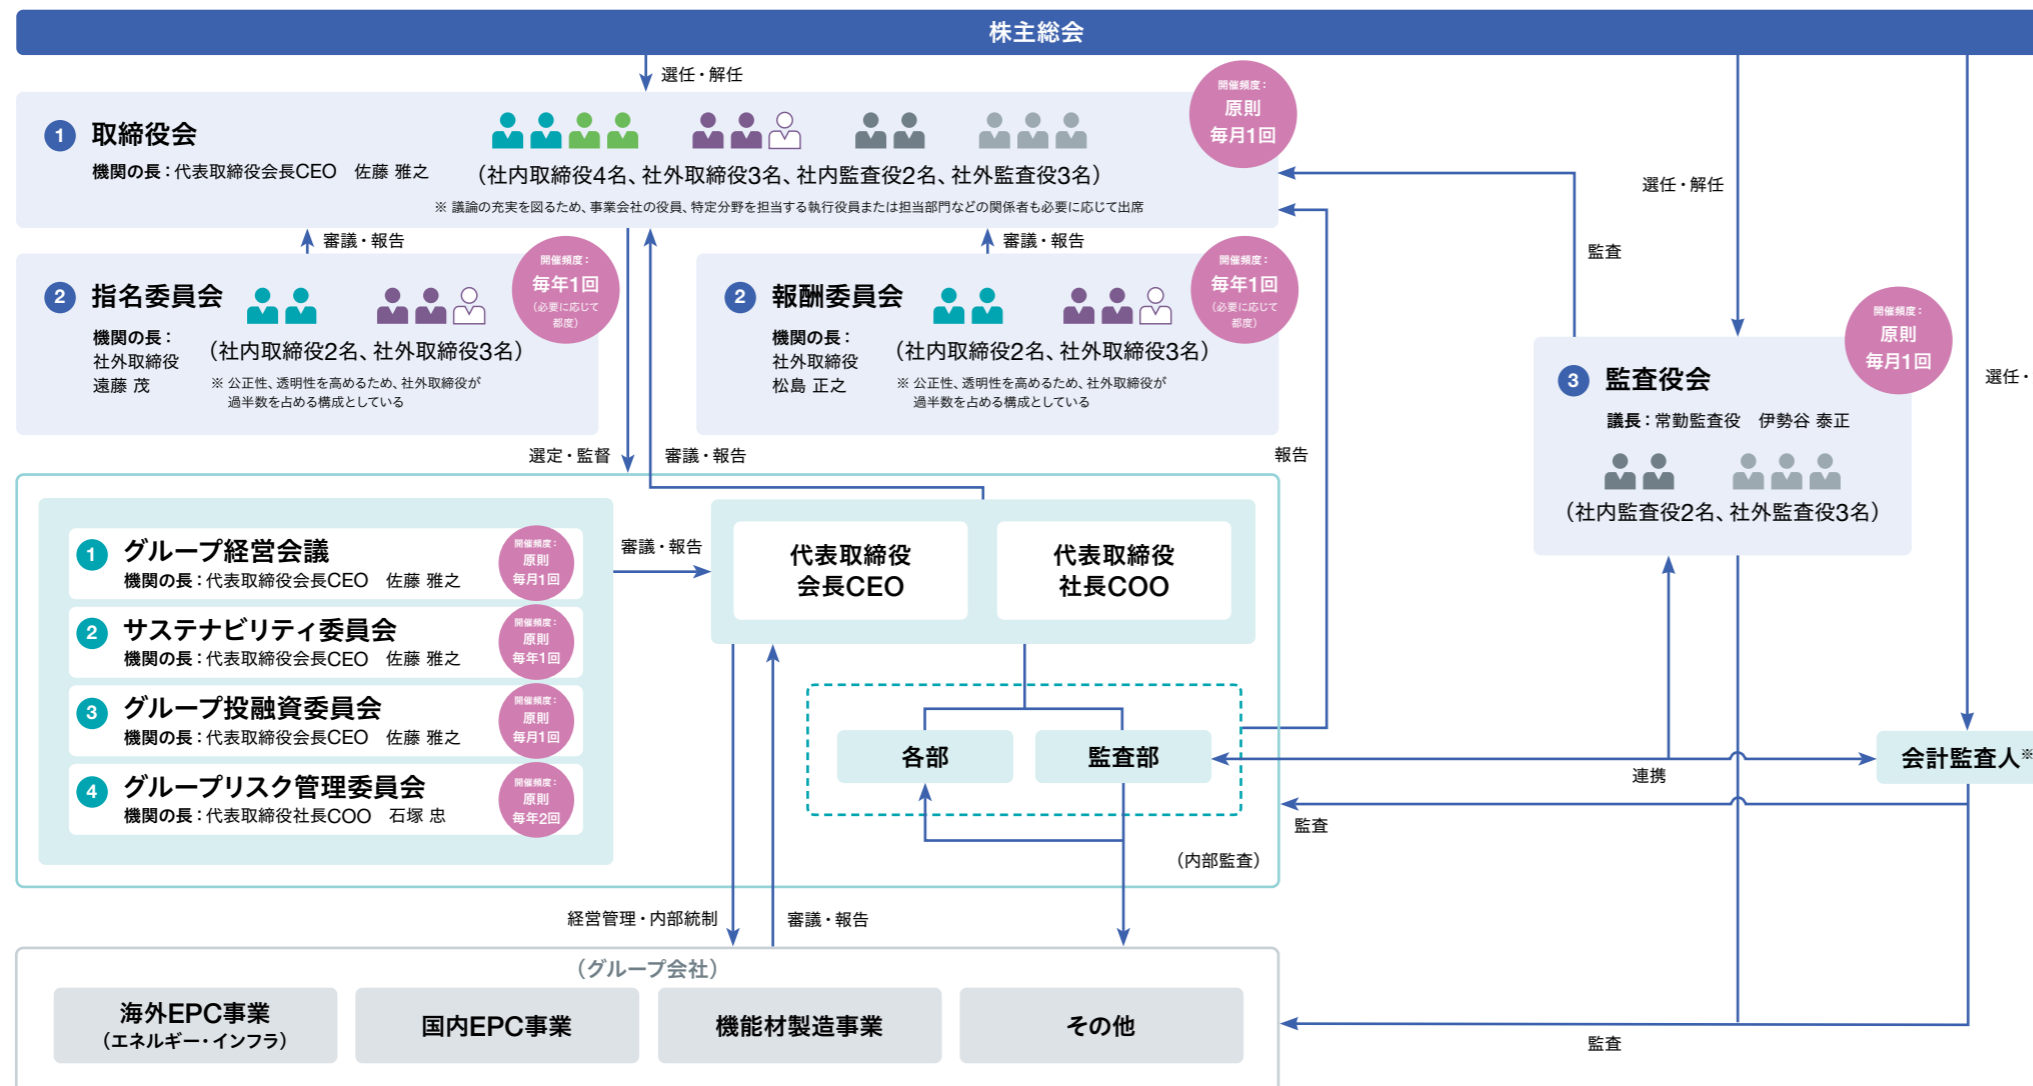 株主総会
選任・解任
開催頻度：
原則
毎月1回
1 取締役会
機関の長：代表取締役会長CEO 佐藤 雅之
（社内取締役4名、社外取締役3名、社内監査役2名、社外監査役3名）
※ 議論の充実を図るため、事業会社の役員、特定分野を担当する執行役員または担当部門などの関係者も必要に応じて出席
選任・解任
監査
審議・報告
審議・報告
2 指名委員会
開催頻度：
毎年1回
（必要に応じて
都度）
機関の長：
社外取締役
遠藤 茂
（社内取締役2名、社外取締役3名）
※ 公正性、透明性を高めるため、社外取締役が
過半数を占める構成としている
2 報酬委員会
開催頻度：
毎年1回
（必要に応じて
都度）
機関の長：
社外取締役
松島 正之
（社内取締役2名、社外取締役3名）
※ 公正性、透明性を高めるため、社外取締役が
過半数を占める構成としている
開催頻度：
原則
毎月1回
3 監査役会
議長：常勤監査役 伊勢谷 泰正
（社内監査役2名、社外監査役3名）
選任・
選定・監督
審議・報告
報告
1 グループ経営会議
機関の長：代表取締役会長CEO 佐藤 雅之
開催頻度：
原則
毎月1回
2 サステナビリティ委員会
機関の長：代表取締役会長CEO 佐藤 雅之
開催頻度：
原則
毎年1回
3 グループ投融資委員会
機関の長：代表取締役会長CEO 佐藤 雅之
開催頻度：
原則
毎月1回
4 グループリスク管理委員会
機関の長：代表取締役社長COO 石塚 忠
開催頻度：
原則
毎年2回
審議・報告
代表取締役
会長CEO
代表取締役
社長COO
各部
監査部
連携
会計監査人※
監査
（内部監査）
経営管理・内部統制
審議・報告
（グループ会社）
海外EPC事業
（エネルギー・インフラ）
国内EPC事業
機能材製造事業
その他
監査